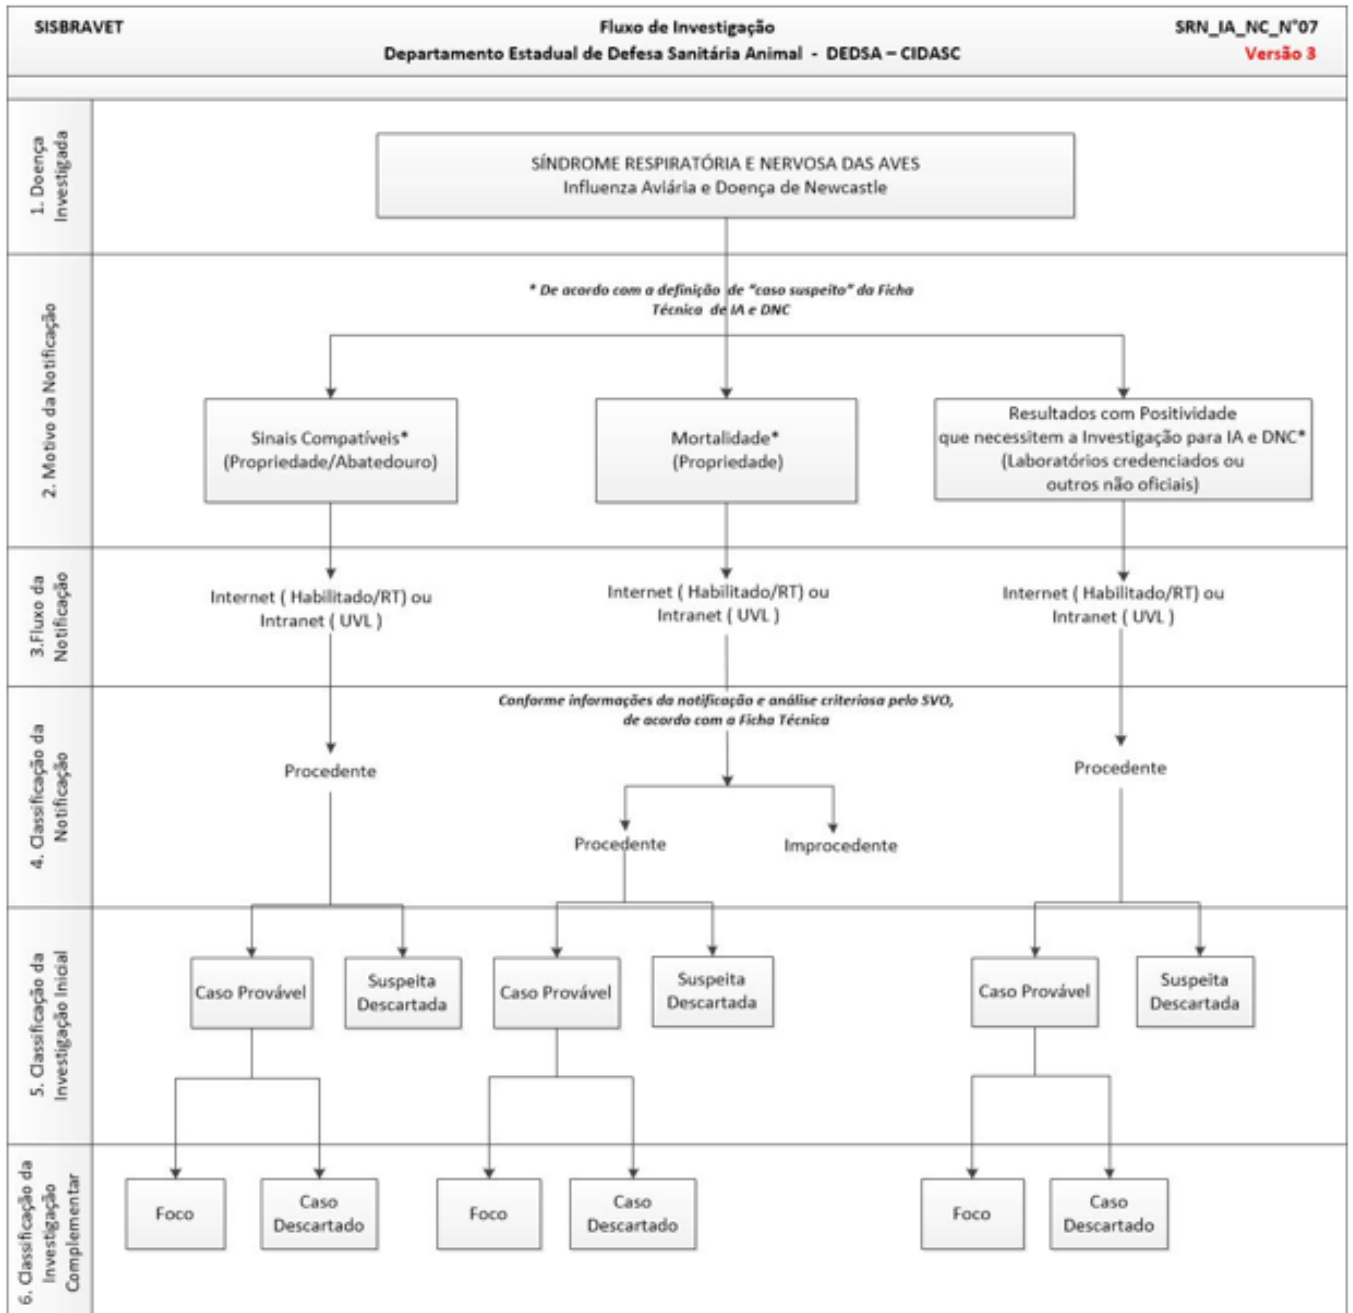 SISBRAVET
Fluxo de Investigação
SRN_IA_NC_N°07
Departamento Estadual de Defesa Sanitária Animal - DEDSA – CIDASC
Versão 3
1. Doença
Investigada
SÍNDROME RESPIRATÓRIA E NERVOSA DAS AVES
Influenza Aviária e Doença de Newcastle
2. Motivo da Notificação
* De acordo com a definição de "caso suspeito" da Ficha
Técnica de IA e DNC
Sinais Compatíveis*
(Propriedade/Abatedouro)
Mortalidade*
(Propriedade)
Resultados com Positividade
que necessitem a Investigação para IA e DNC*
(Laboratórios credenciados ou
outros não oficiais)
3.Fluxo da
Notificação
Internet ( Habilitado/RT) ou
Intranet ( UVL )
Internet ( Habilitado/RT) ou
Intranet ( UVL )
Internet ( Habilitado/RT) ou
Intranet ( UVL )
4. Classificação da
Notificação
Conforme informações da notificação e análise criteriosa pelo SVO,
de acordo com a Ficha Técnica
Procedente
Procedente
Improcedente
Procedente
5. Classificação da
Investigação Inicial
Caso Provável
Suspeita
Descartada
Caso Provável
Suspeita
Descartada
Caso Provável
Suspeita
Descartada
6. Classificação da
Investigação
Complementar
Foco
Caso
Descartado
Foco
Caso
Descartado
Foco
Caso
Descartado